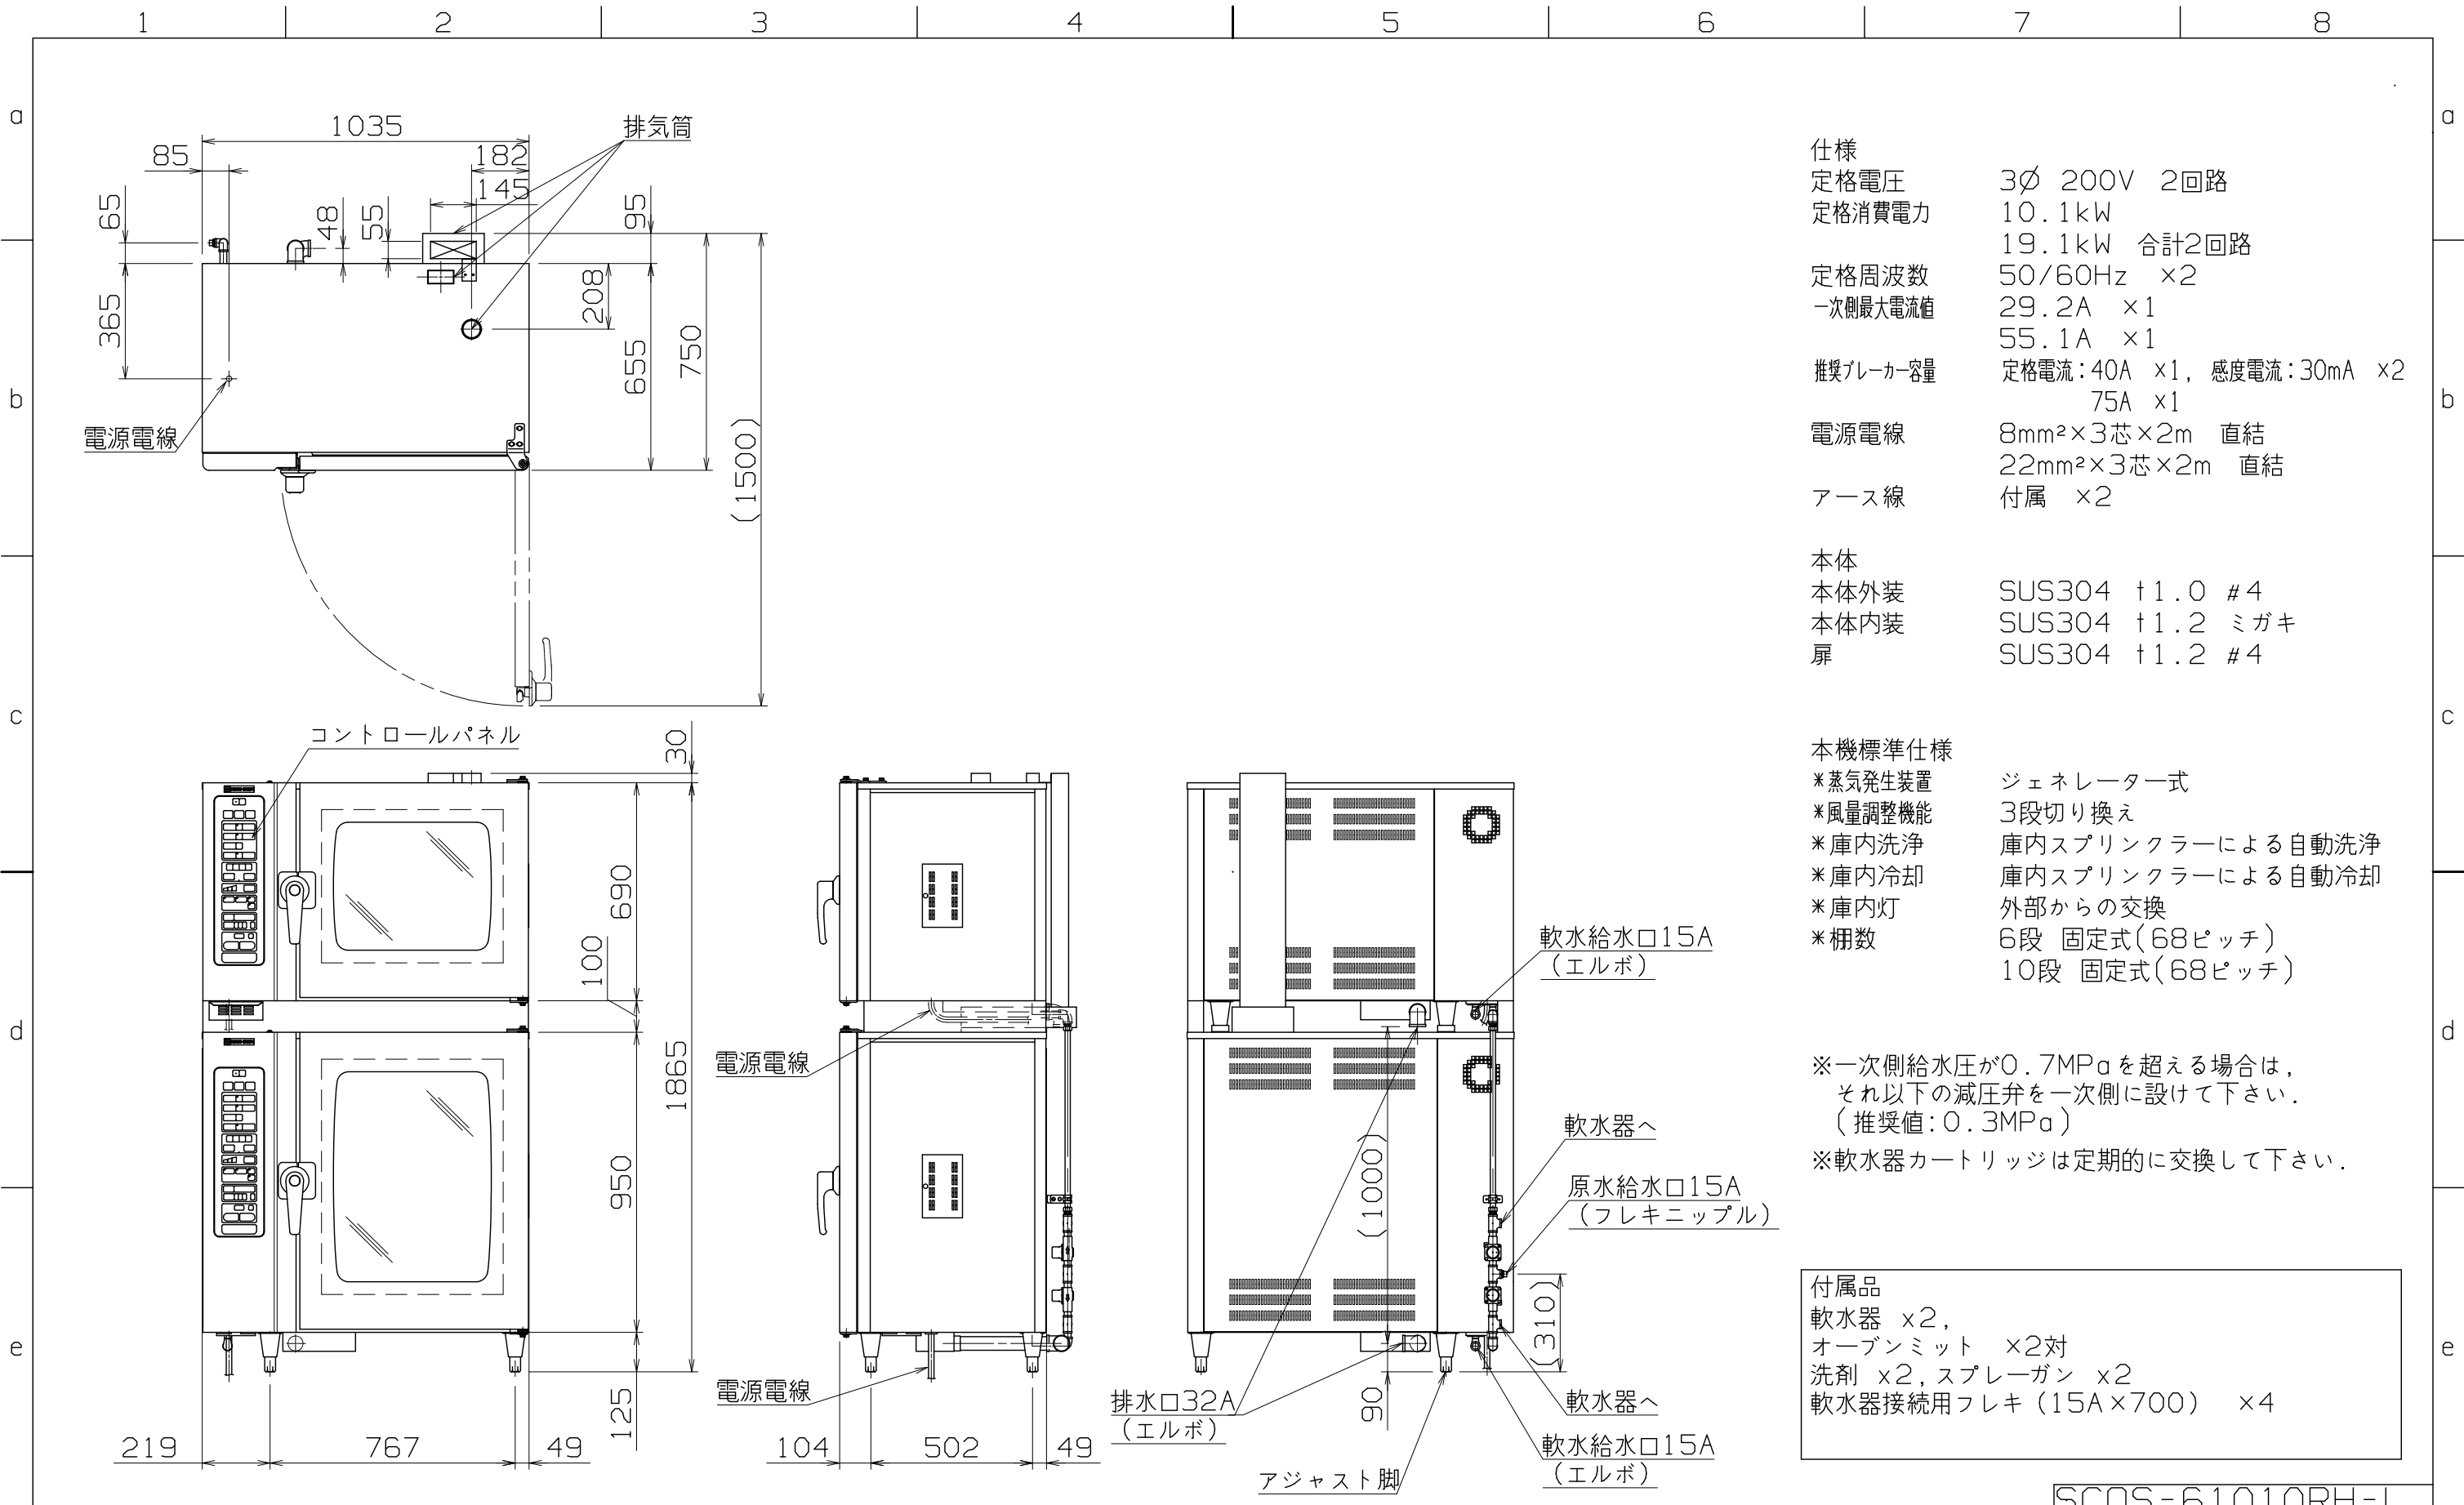 1 2 3 4 5 6 7 8
a a
b b
c c
d d
e e
1035
排気筒
85
182
145
65
48
55
95
365
208
655
750
(1500)
電源電線
コントロールパネル
30
690
100
950
1865
125
219 767 49
電源電線
電源電線
104 502 49
軟水給水口15A
(エルボ)
軟水器へ
原水給水口15A
(フレキニップル)
(1000)
(310)
90
排水口32A
(エルボ)
軟水器へ
軟水給水口15A
(エルボ)
アジャスト脚
仕様
定格電圧 3Ø 200V 2回路
定格消費電力 10.1kW
19.1kW 合計2回路
定格周波数 50/60Hz ×2
一次側最大電流値 29.2A ×1
55.1A ×1
推奨ブレーカー容量 定格電流:40A ×1, 感度電流:30mA ×2
75A ×1
電源電線 8mm²×3芯×2m 直結
22mm²×3芯×2m 直結
アース線 付属 ×2
本体
本体外装 SUS304 t1.0 #4
本体内装 SUS304 t1.2 ミガキ
扉 SUS304 t1.2 #4
本機標準仕様
*蒸気発生装置 ジェネレーター式
*風量調整機能 3段切り換え
*庫内洗浄 庫内スプリンクラーによる自動洗浄
*庫内冷却 庫内スプリンクラーによる自動冷却
*庫内灯 外部からの交換
*棚数 6段 固定式(68ピッチ)
10段 固定式(68ピッチ)
※一次側給水圧が0.7MPaを超える場合は,
それ以下の減圧弁を一次側に設けて下さい.
(推奨値:0.3MPa)
※軟水器カートリッジは定期的に交換して下さい.
付属品
軟水器 ×2,
オーブンミット ×2対
洗剤 ×2,スプレーガン ×2
軟水器接続用フレキ(15A×700) ×4
SCOS-61010RH-L